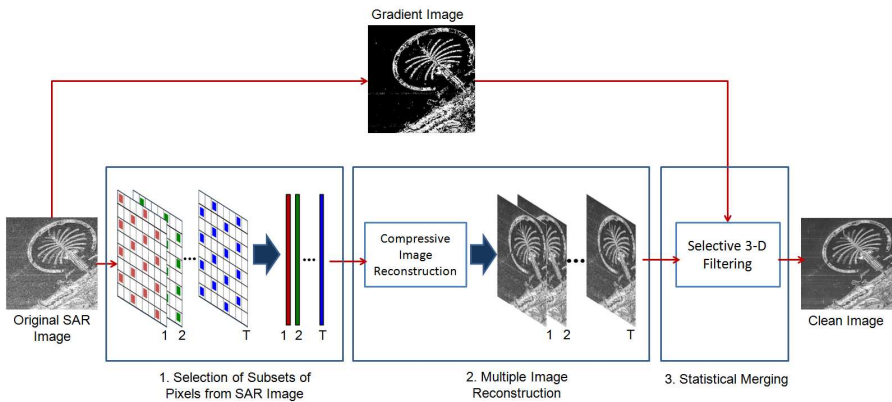 Gradient Image
Original SAR
Image
1 2 T
1 2 T
Compressive
Image
Reconstruction
1 2 T
Selective 3-D
Filtering
Clean Image
1. Selection of Subsets of
Pixels from SAR Image
2. Multiple Image
Reconstruction
3. Statistical Merging